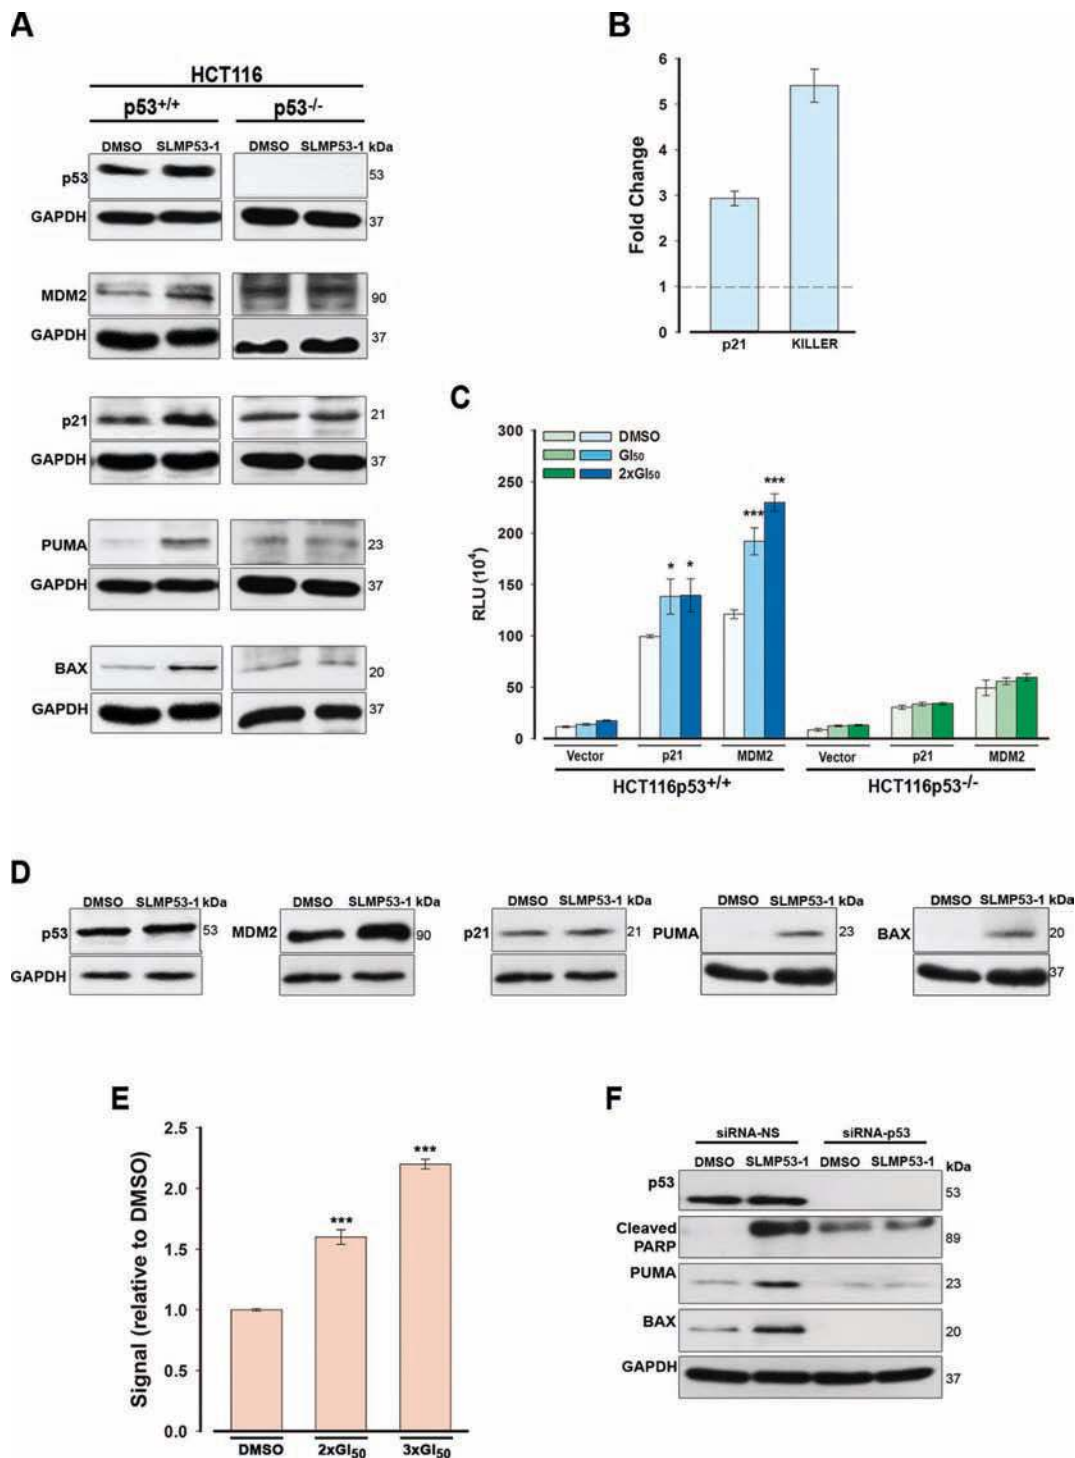 A
HCT116
p53+/+ p53-/-
DMSO SLMP53-1 DMSO SLMP53-1 kDa
p53 53
GAPDH 37
MDM2 90
GAPDH 37
p21 21
GAPDH 37
PUMA 23
GAPDH 37
BAX 20
GAPDH 37
B
Fold Change
6
5
4
3
2
1
0
p21 KILLER
C
RLU (10^4)
300
250
200
150
100
50
0
DMSO
GI50
2xGI50
* * *** ***
Vector p21 MDM2 Vector p21 MDM2
HCT116p53+/+ HCT116p53-/-
D
DMSO SLMP53-1 kDa DMSO SLMP53-1 kDa DMSO SLMP53-1 kDa DMSO SLMP53-1 kDa DMSO SLMP53-1 kDa
p53 53 MDM2 90 p21 21 PUMA 23 BAX 20
GAPDH 37
E
Signal (relative to DMSO)
2.5
2.0
1.5
1.0
0.5
0.0
*** ***
DMSO 2xGI50 3xGI50
F
siRNA-NS siRNA-p53
DMSO SLMP53-1 DMSO SLMP53-1 kDa
p53 53
Cleaved
PARP 89
PUMA 23
BAX 20
GAPDH 37